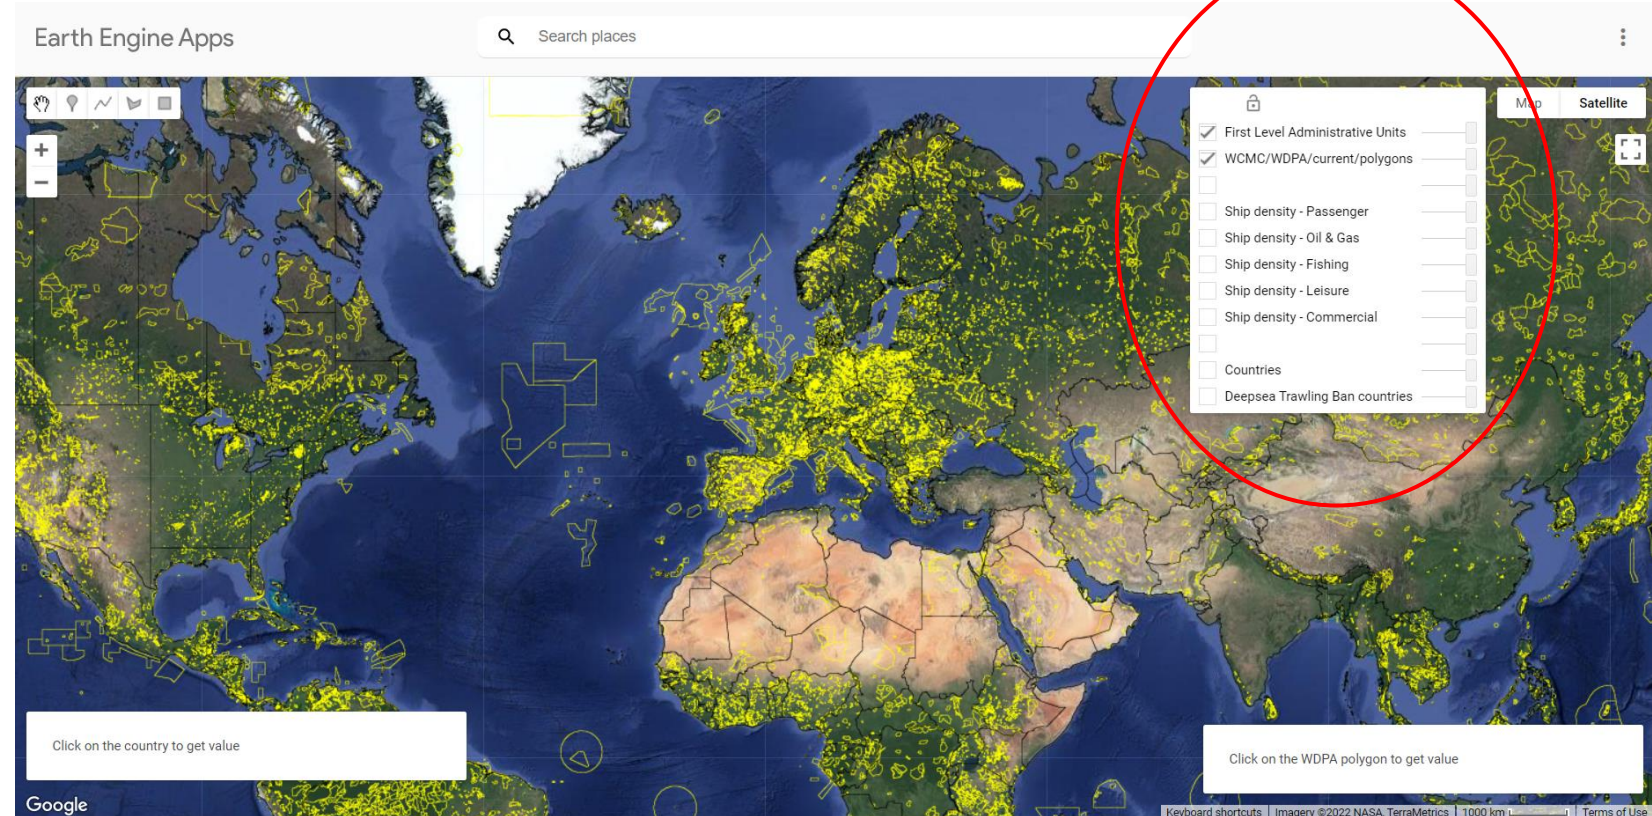 Earth Engine Apps
Search places
Map
Satellite
First Level Administrative Units
WCMC/WDPA/current/polygons
Ship density - Passenger
Ship density - Oil & Gas
Ship density - Fishing
Ship density - Leisure
Ship density - Commercial
Countries
Deepsea Trawling Ban countries
Click on the country to get value
Click on the WDPA polygon to get value
Google
Keyboard shortcuts
Imagery ©2022 NASA, TerraMetrics
1000 km
Terms of Use